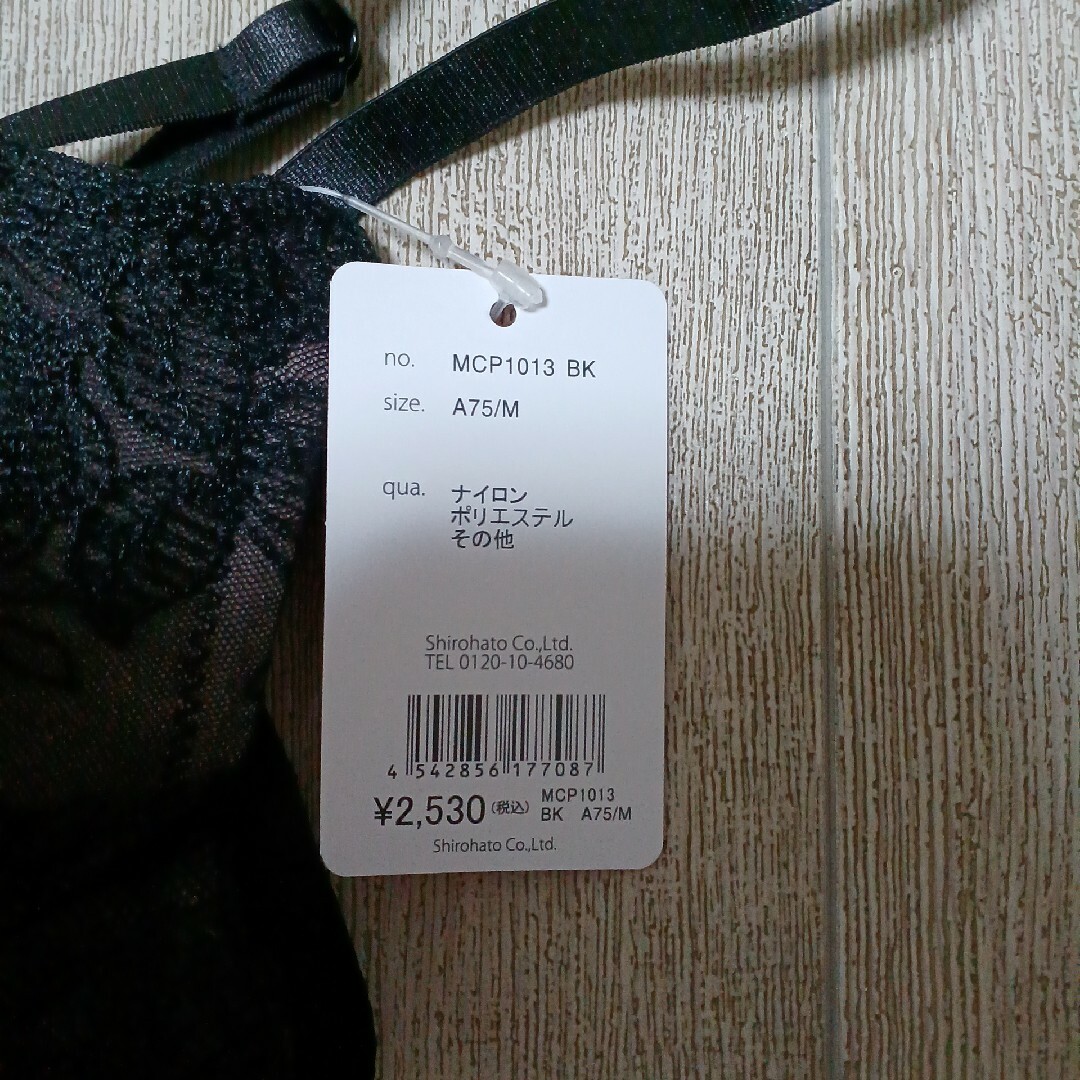 no. MCP1013 BK
size. A75/M
qua. ナイロン
ポリエステル
その他
Shirohato Co.,Ltd.
TEL 0120-10-4680
4 542856 177087
¥2,530(税込) MCP1013
BK A75/M
Shirohato Co.,Ltd.